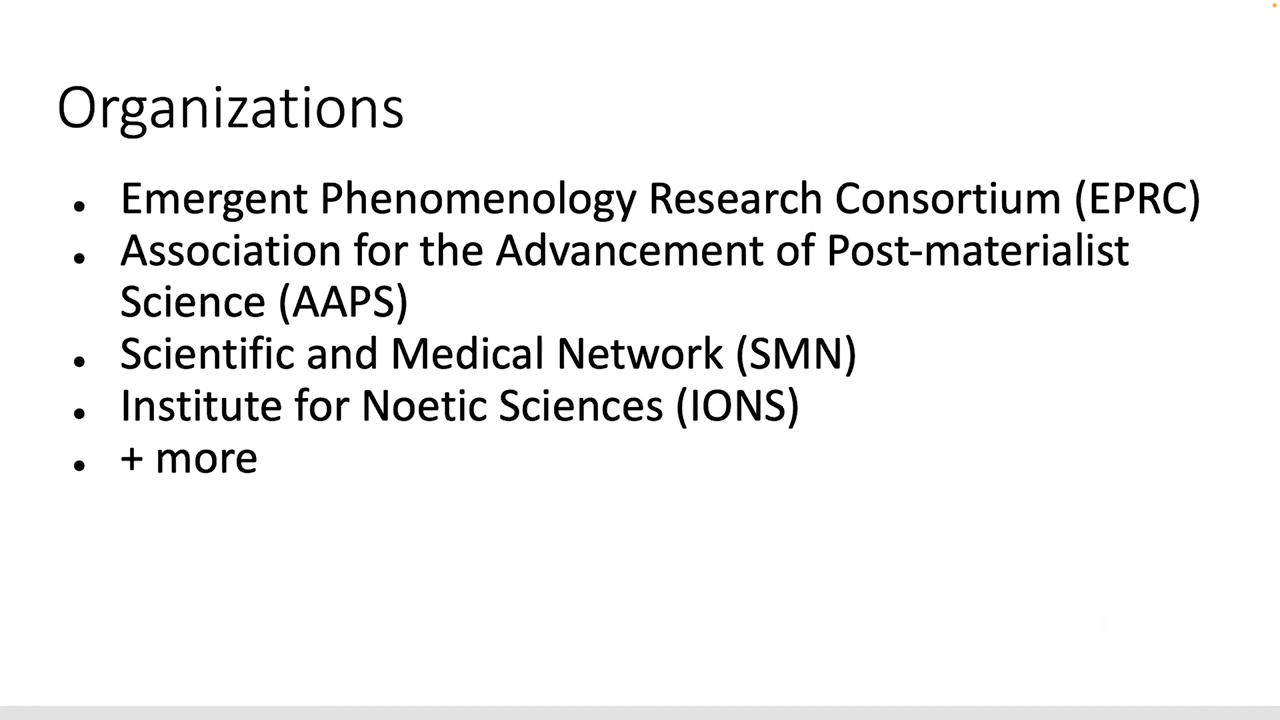 Organizations
• Emergent Phenomenology Research Consortium (EPRC)
• Association for the Advancement of Post-materialist
Science (AAPS)
• Scientific and Medical Network (SMN)
• Institute for Noetic Sciences (IONS)
• + more